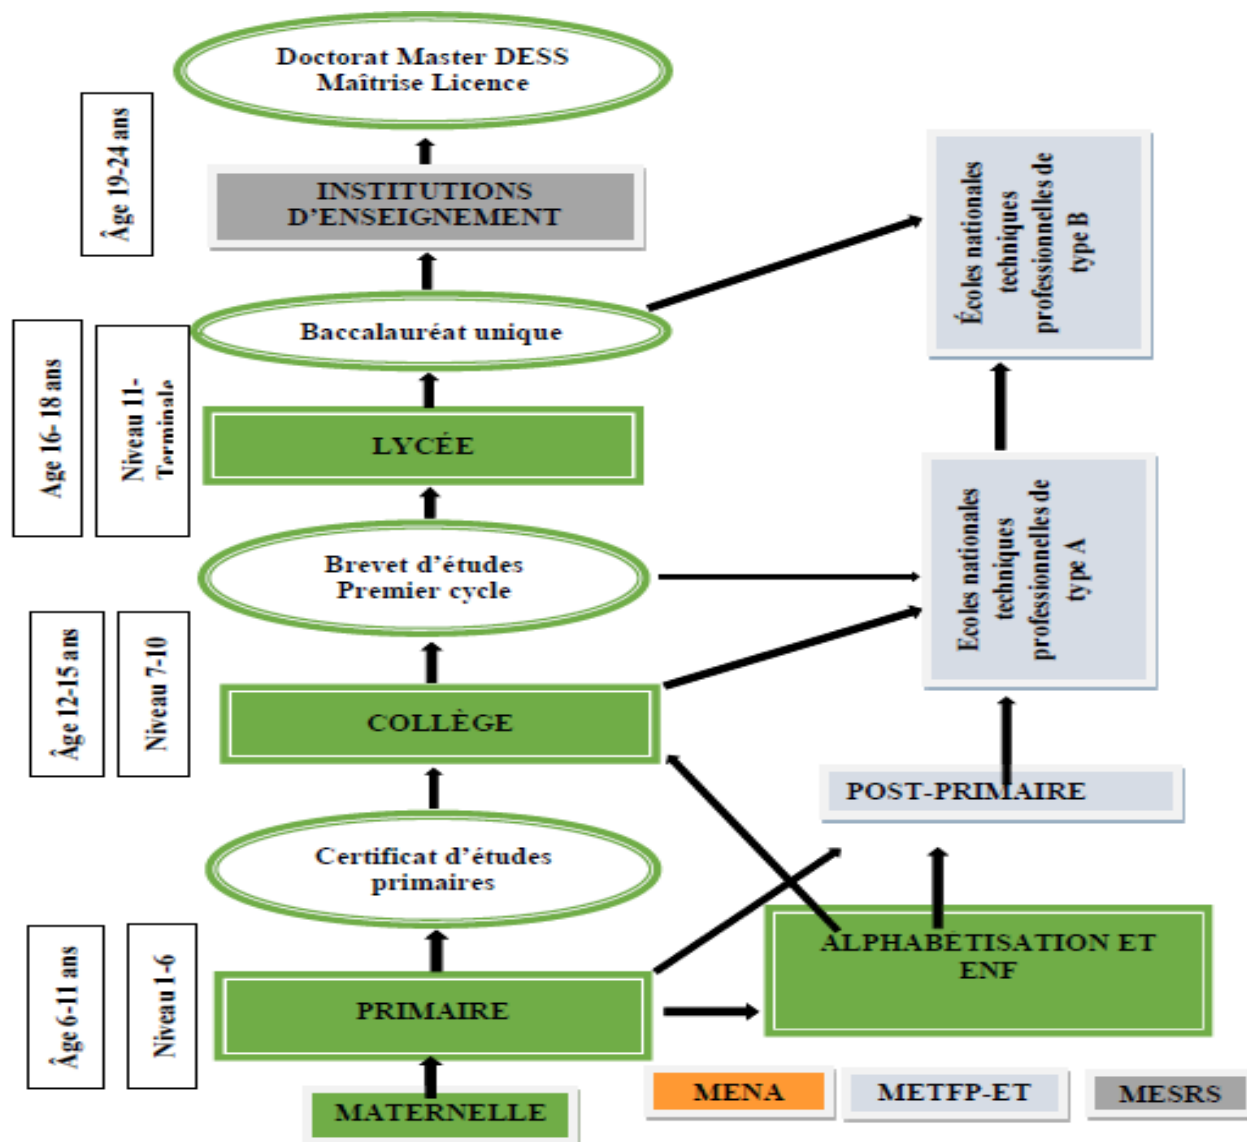 Doctorat Master DESS
Maîtrise Licence
Âge 19-24 ans
INSTITUTIONS
D’ENSEIGNEMENT
Écoles nationales
techniques
professionnelles de
type B
Baccalauréat unique
Age 16- 18 ans
Niveau 11-
Terminale
LYCÉE
Brevet d’études
Premier cycle
Ecoles nationales
techniques
professionnelles de
type A
Âge 12-15 ans
Niveau 7-10
COLLÈGE
POST-PRIMAIRE
Certificat d’études
primaires
Âge 6-11 ans
Niveau 1-6
PRIMAIRE
ALPHABÉTISATION ET
ENF
MATERNELLE
MENA
METFP-ET
MESRS